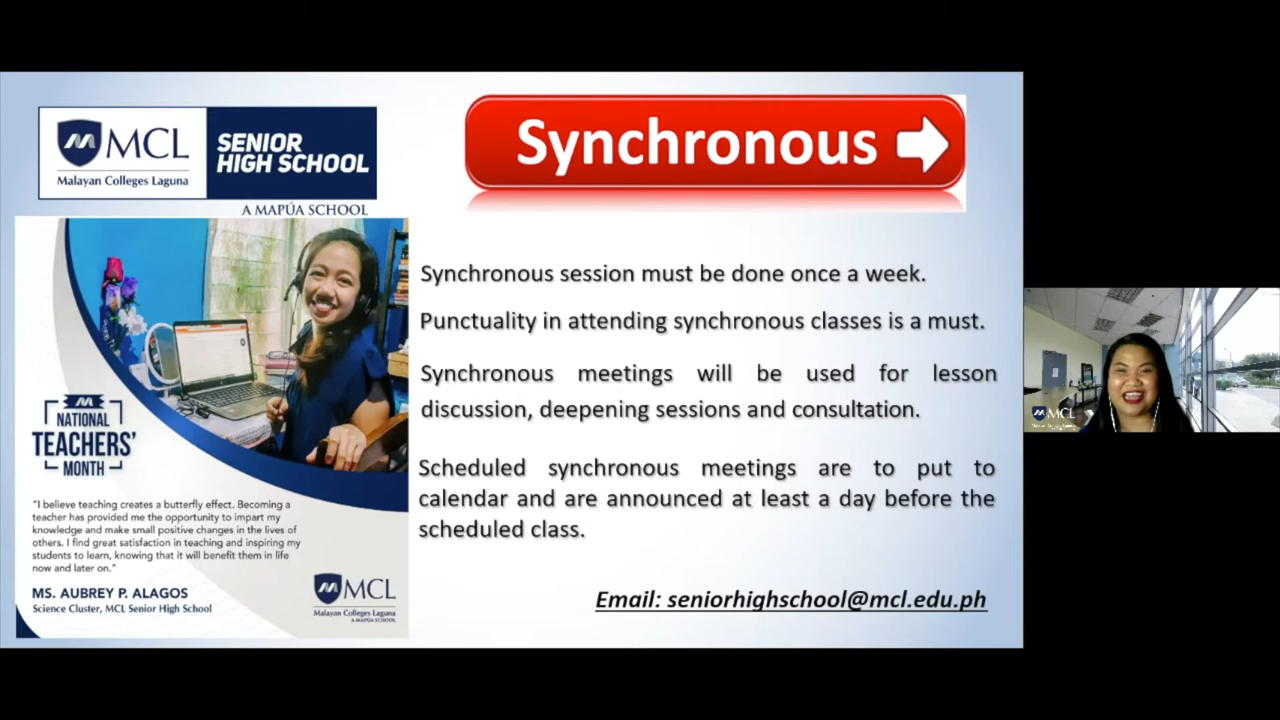 MCL
Malayan Colleges Laguna
SENIOR
HIGH SCHOOL
A MAPÚA SCHOOL
Synchronous
Synchronous session must be done once a week.
Punctuality in attending synchronous classes is a must.
Synchronous meetings will be used for lesson
discussion, deepening sessions and consultation.
Scheduled synchronous meetings are to put to
calendar and are announced at least a day before the
scheduled class.
Email: seniorhighschool@mcl.edu.ph
NATIONAL
TEACHERS'
MONTH
"I believe teaching creates a butterfly effect. Becoming a
teacher has provided me the opportunity to impart my
knowledge and make small positive changes in the lives of
others. I find great satisfaction in teaching and inspiring my
students to learn, knowing that it will benefit them in life
now and later on."
MS. AUBREY P. ALAGOS
Science Cluster, MCL Senior High School
MCL
Malayan Colleges Laguna
A MAPÚA SCHOOL
MCL